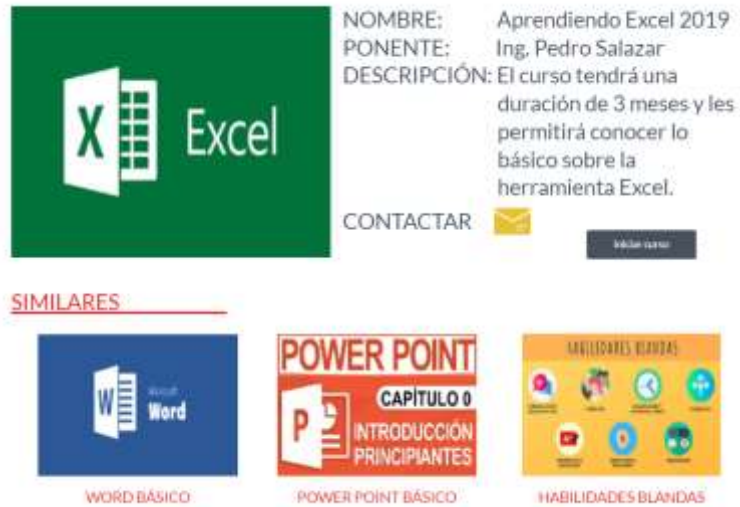 X Excel
NOMBRE: Aprendiendo Excel 2019
PONENTE: Ing. Pedro Salazar
DESCRIPCIÓN: El curso tendrá una
duración de 3 meses y les
permitirá conocer lo
básico sobre la
herramienta Excel.
CONTACTAR
Iniciar curso
SIMILARES
W Microsoft
Word
WORD BÁSICO
POWER POINT
CAPÍTULO 0
P INTRODUCCIÓN
PRINCIPIANTES
POWER POINT BÁSICO
HABILIDADES BLANDAS
HABILIDADES BLANDAS